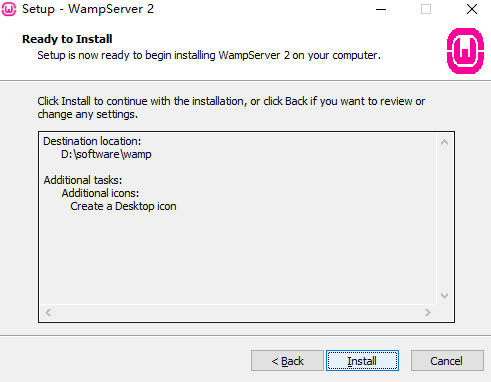 Setup - WampServer 2
Ready to Install
Setup is now ready to begin installing WampServer 2 on your computer.
Click Install to continue with the installation, or click Back if you want to review or
change any settings.
Destination location:
D:\software\wamp
Additional tasks:
Additional icons:
Create a Desktop icon
< Back
Install
Cancel